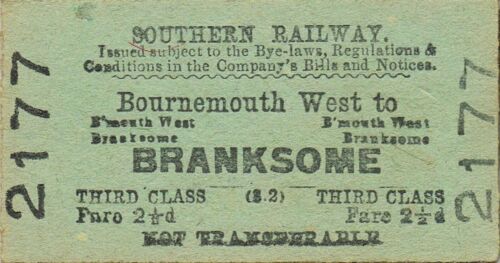 SOUTHERN RAILWAY.
Issued subject to the Bye-laws, Regulations &
Conditions in the Company's Bills and Notices.
Bournemouth West to
B'mouth West B'mouth West
Branksome Branksome
BRANKSOME
THIRD CLASS (S.2) THIRD CLASS
Fare 2½d Fare 2½d
NOT TRANSFERABLE
2177
2177